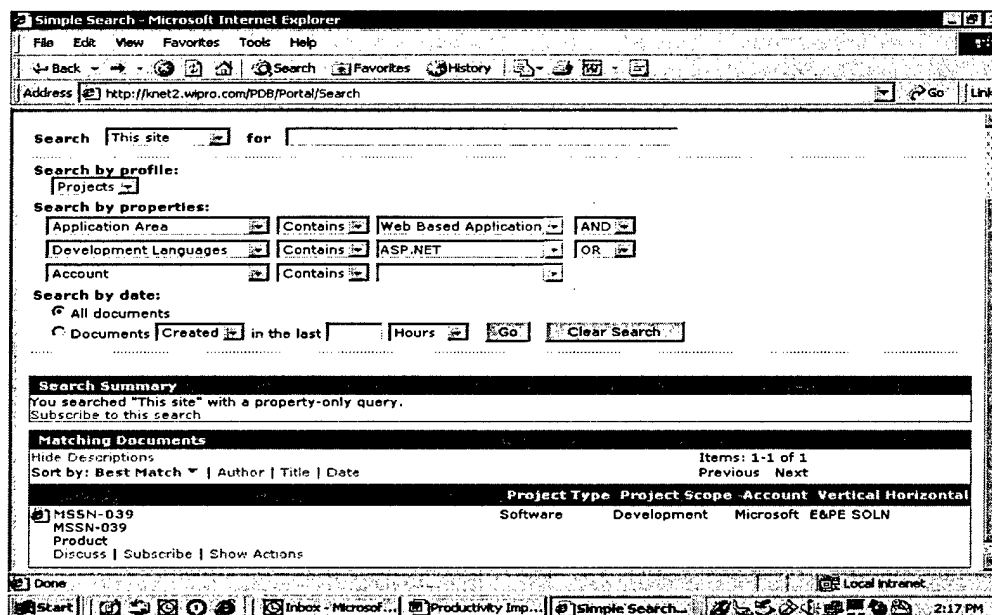 Simple Search - Microsoft Internet Explorer
File Edit View Favorites Tools Help
Back Search Favorites History
Address http://knet2.wipro.com/PDB/Portal/Search Go Link
Search This site for
Search by profile:
Projects
Search by properties:
Application Area Contains Web Based Application AND
Development Languages Contains ASP.NET OR
Account Contains
Search by date:
All documents
Documents Created in the last Hours Go Clear Search
Search Summary
You searched "This site" with a property-only query.
Subscribe to this search
Matching Documents
Hide Descriptions Items: 1-1 of 1
Sort by: Best Match | Author | Title | Date Previous Next
Project Type Project Scope Account Vertical Horizontal
MSSN-039 Software Development Microsoft E&PE SOLN
MSSN-039
Product
Discuss | Subscribe | Show Actions
Done Local intranet
Start Inbox - Microsof... Productivity Imp... Simple Search... 2:17 PM